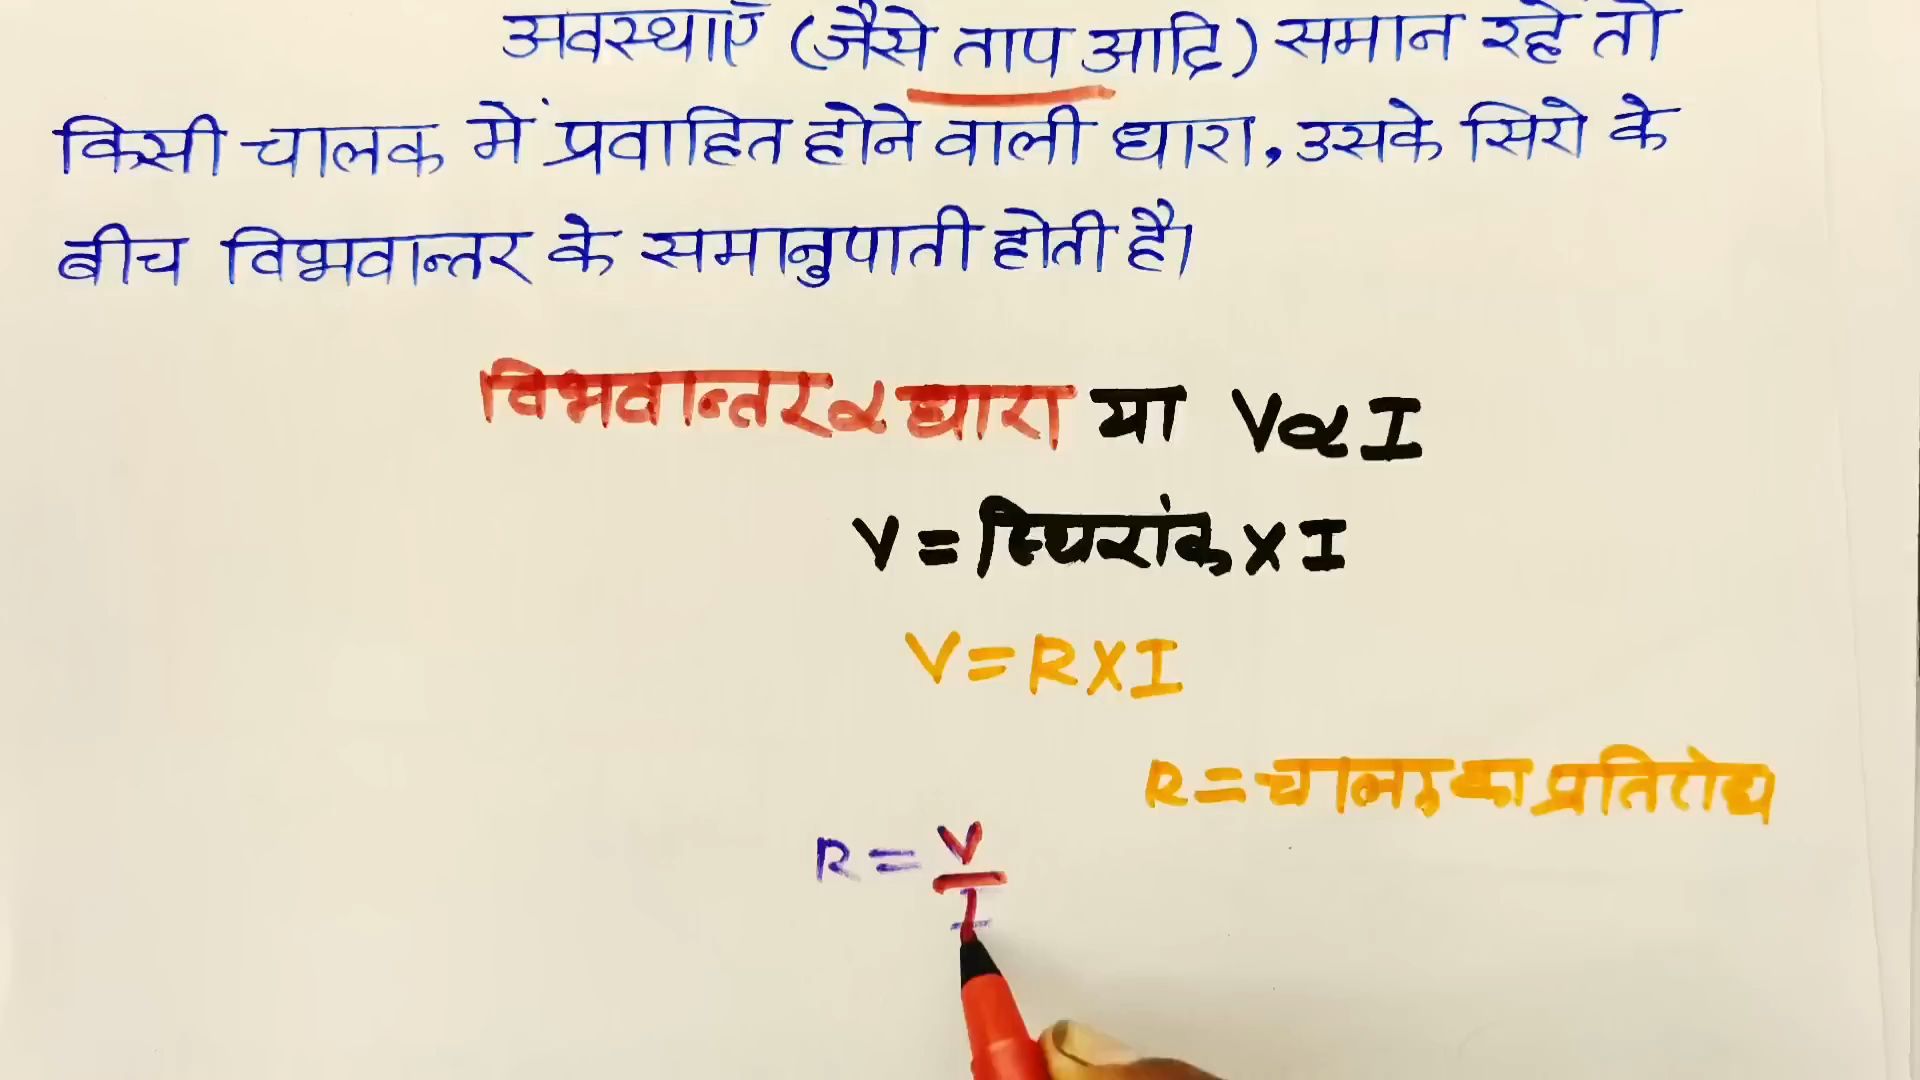 अवस्थाएँ (जैसे ताप आदि) समान रहे तो
किसी चालक में प्रवाहित होने वाली धारा, उसके सिरो के
बीच विभवान्तर के समानुपाती होती है।
विभवान्तर ∝ धारा या V∝I
V = स्थिरांक X I
V = R X I
R = चालक का प्रतिरोध
R = V/I